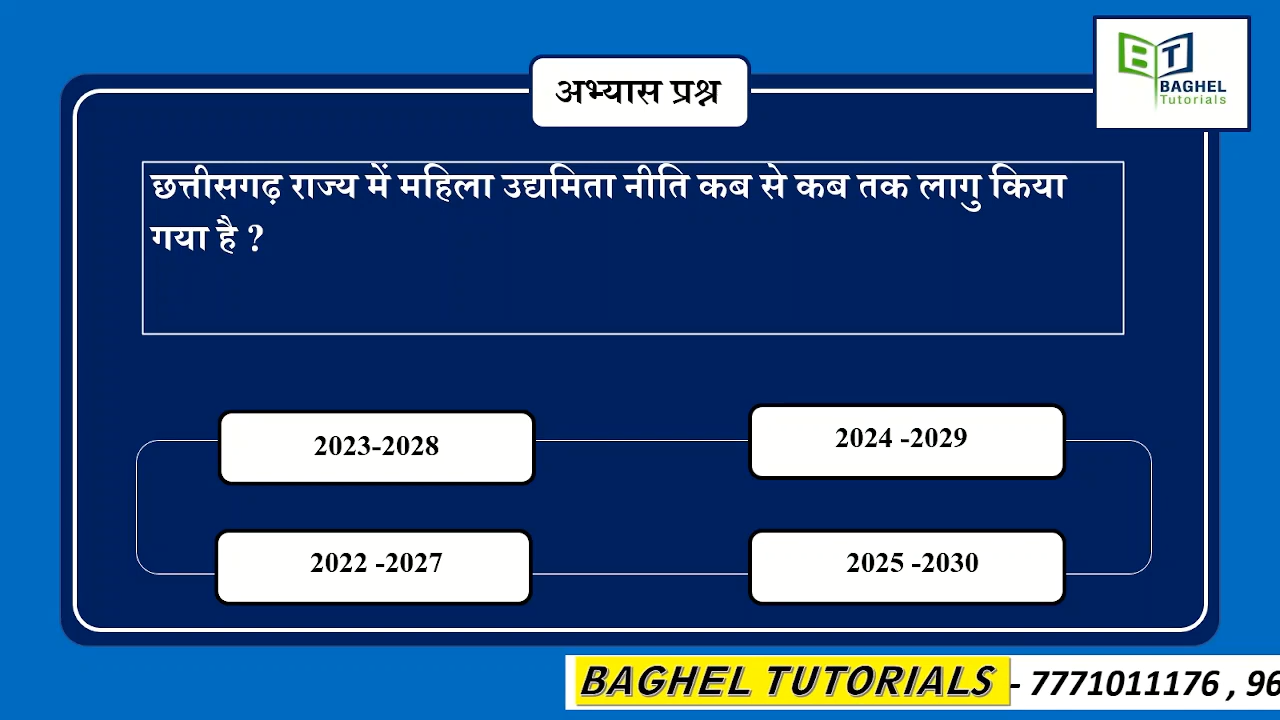 BT
BAGHEL
Tutorials
अभ्यास प्रश्न
छत्तीसगढ़ राज्य में महिला उद्यमिता नीति कब से कब तक लागु किया
गया है ?
2023-2028
2024 -2029
2022 -2027
2025 -2030
BAGHEL TUTORIALS - 7771011176 , 96